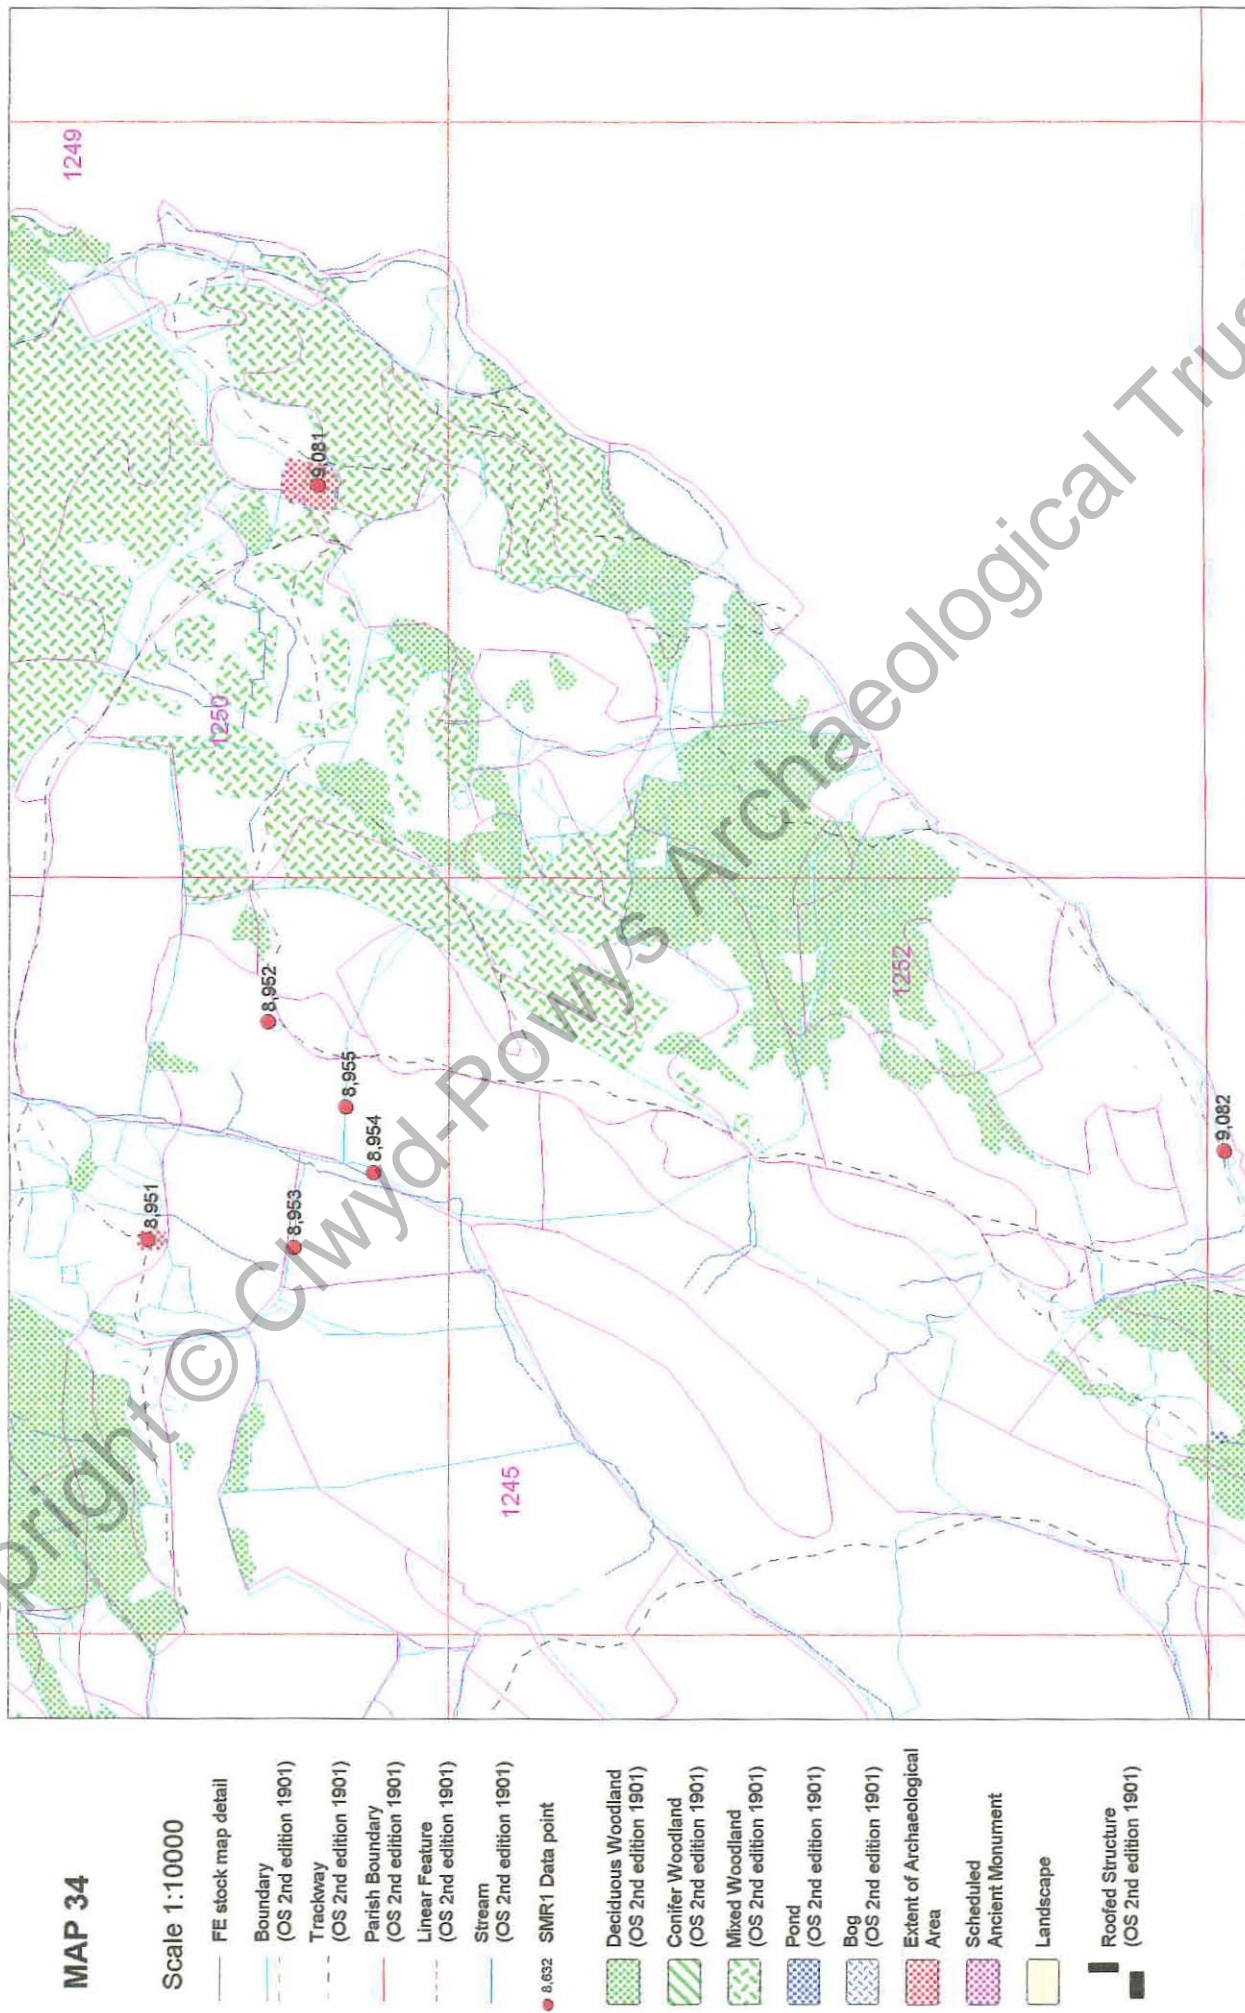 MAP 34
Scale 1:10000
FE stock map detail
Boundary
(OS 2nd edition 1901)
Trackway
(OS 2nd edition 1901)
Parish Boundary
(OS 2nd edition 1901)
Linear Feature
(OS 2nd edition 1901)
Stream
(OS 2nd edition 1901)
8,632 SMR1 Data point
Deciduous Woodland
(OS 2nd edition 1901)
Conifer Woodland
(OS 2nd edition 1901)
Mixed Woodland
(OS 2nd edition 1901)
Pond
(OS 2nd edition 1901)
Bog
(OS 2nd edition 1901)
Extent of Archaeological
Area
Scheduled
Ancient Monument
Landscape
Roofed Structure
(OS 2nd edition 1901)
1249
9,081
1250
8,952
8,955
8,954
8,951
8,953
1252
1245
9,082
pyright © Clwyd-Powys Archaeological Trus